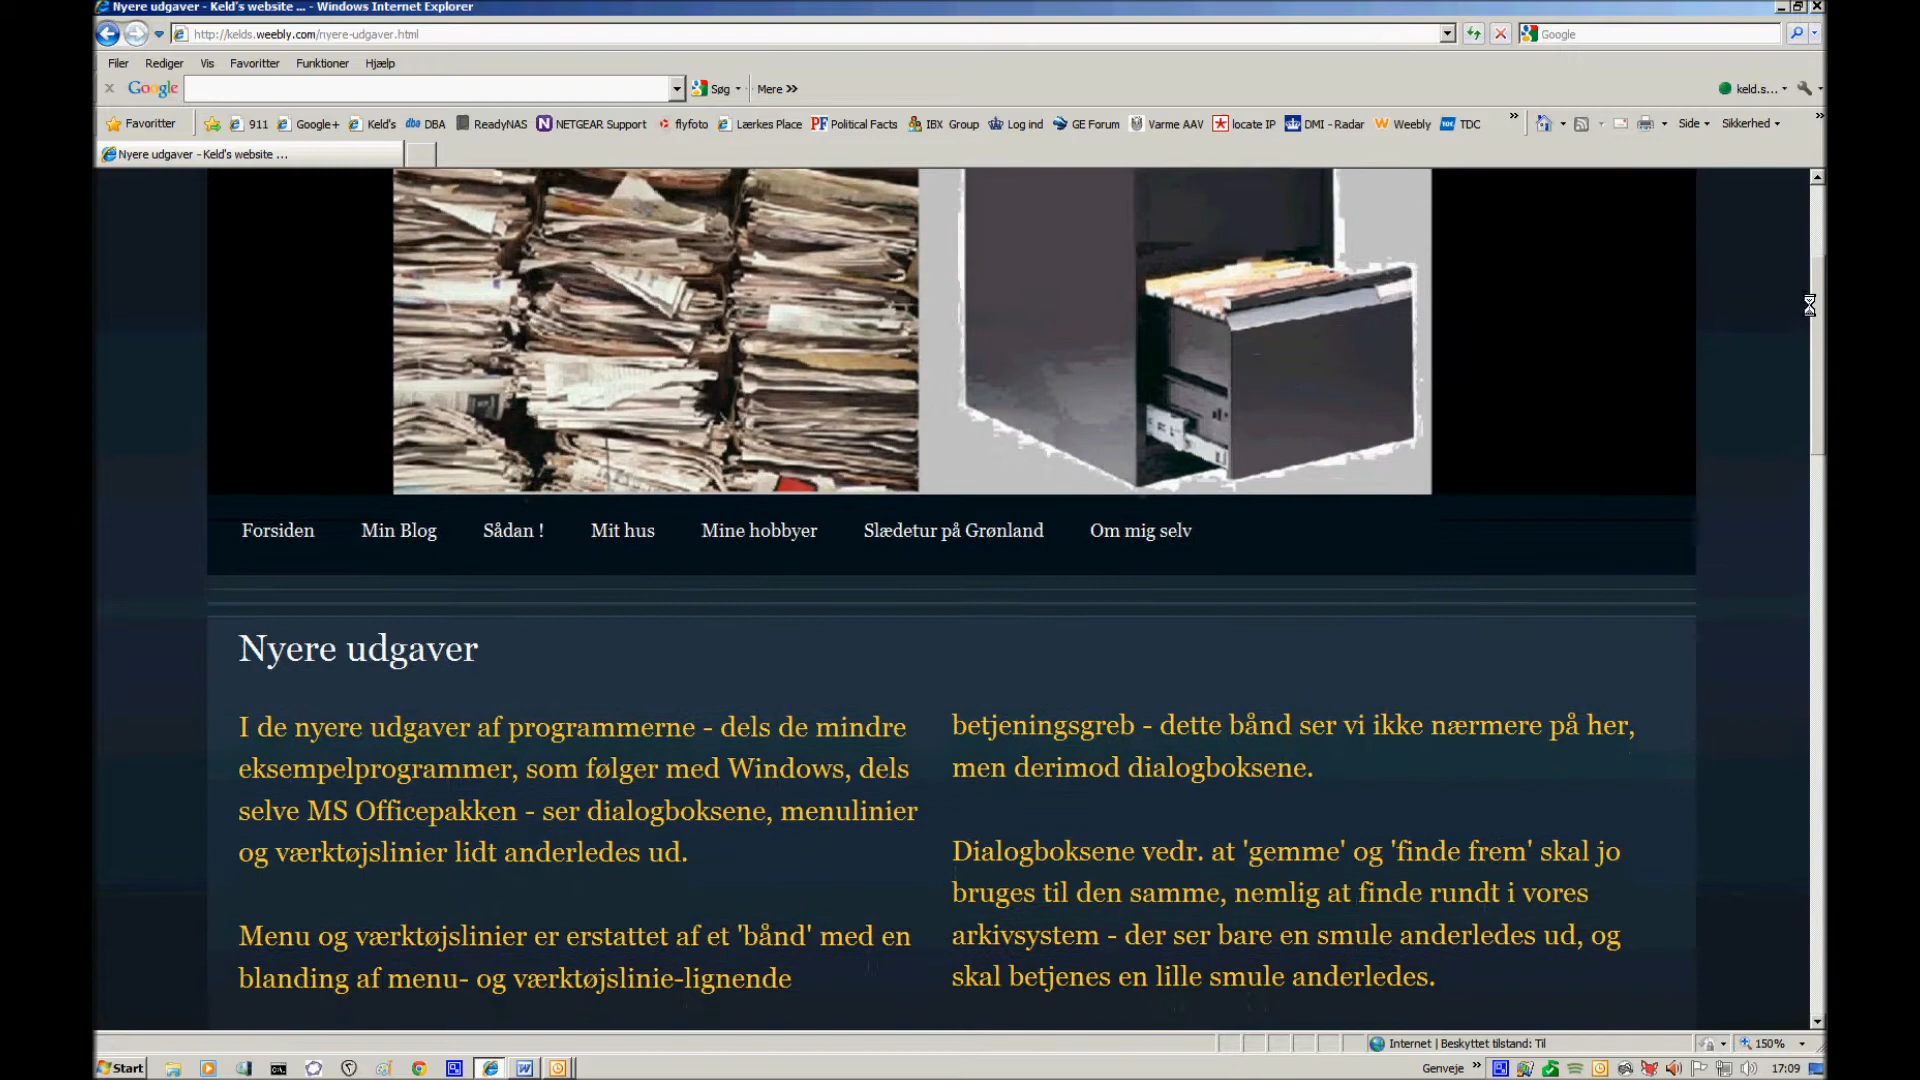 Nyere udgaver - Keld's website ... - Windows Internet Explorer
http://kelds.weebly.com/nyere-udgaver.html
Google
Filer Rediger Vis Favoritter Funktioner Hjælp
Google Søg Mere keld.s...
Favoritter 911 Google+ Keld's DBA ReadyNAS NETGEAR Support flyfoto Lærkes Place Political Facts IBX Group Log ind GE Forum Varme AAV locate IP DMI - Radar Weebly TDC Side Sikkerhed
Nyere udgaver - Keld's website ...
Forsiden Min Blog Sådan ! Mit hus Mine hobbyer Slædetur på Grønland Om mig selv
Nyere udgaver
I de nyere udgaver af programmerne - dels de mindre
eksempelprogrammer, som følger med Windows, dels
selve MS Officepakken - ser dialogboksene, menulinier
og værktøjslinier lidt anderledes ud.
Menu og værktøjslinier er erstattet af et 'bånd' med en
blanding af menu- og værktøjslinie-lignende
betjeningsgreb - dette bånd ser vi ikke nærmere på her,
men derimod dialogboksene.
Dialogboksene vedr. at 'gemme' og 'finde frem' skal jo
bruges til den samme, nemlig at finde rundt i vores
arkivsystem - der ser bare en smule anderledes ud, og
skal betjenes en lille smule anderledes.
Internet | Beskyttet tilstand: Til 150%
Start Genveje 17:09